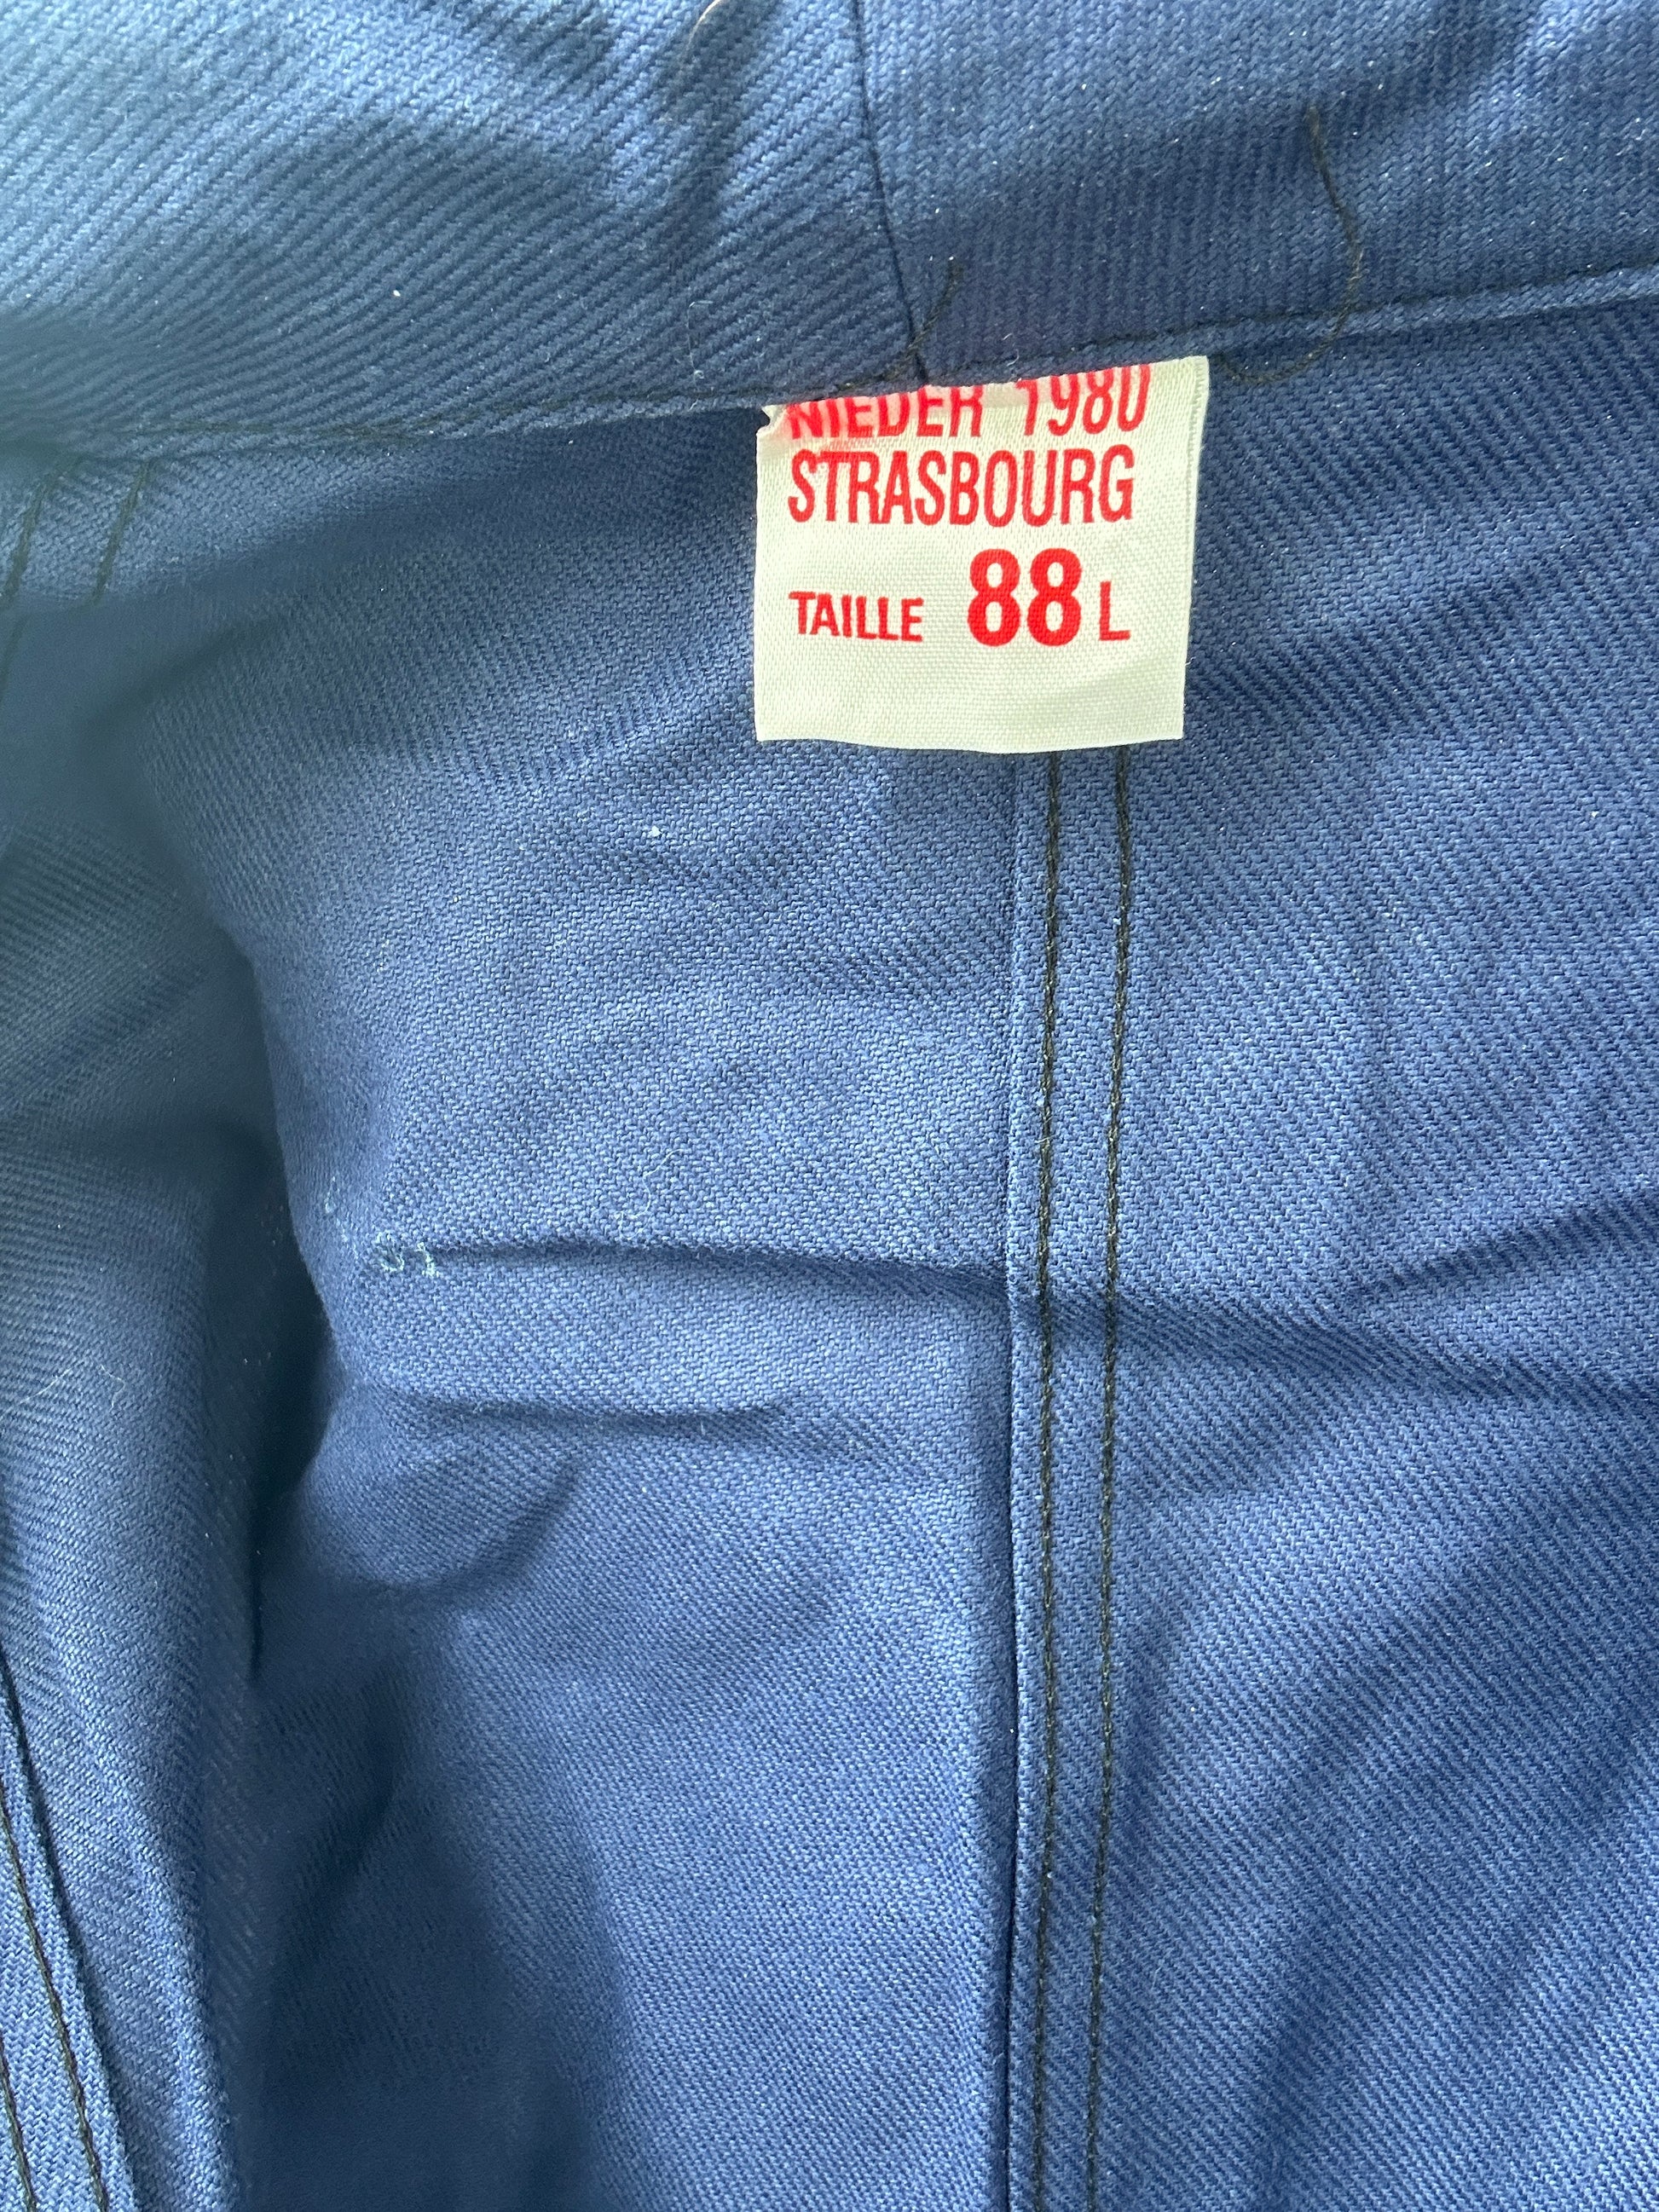 NIEDER 1980
STRASBOURG
TAILLE 88 L